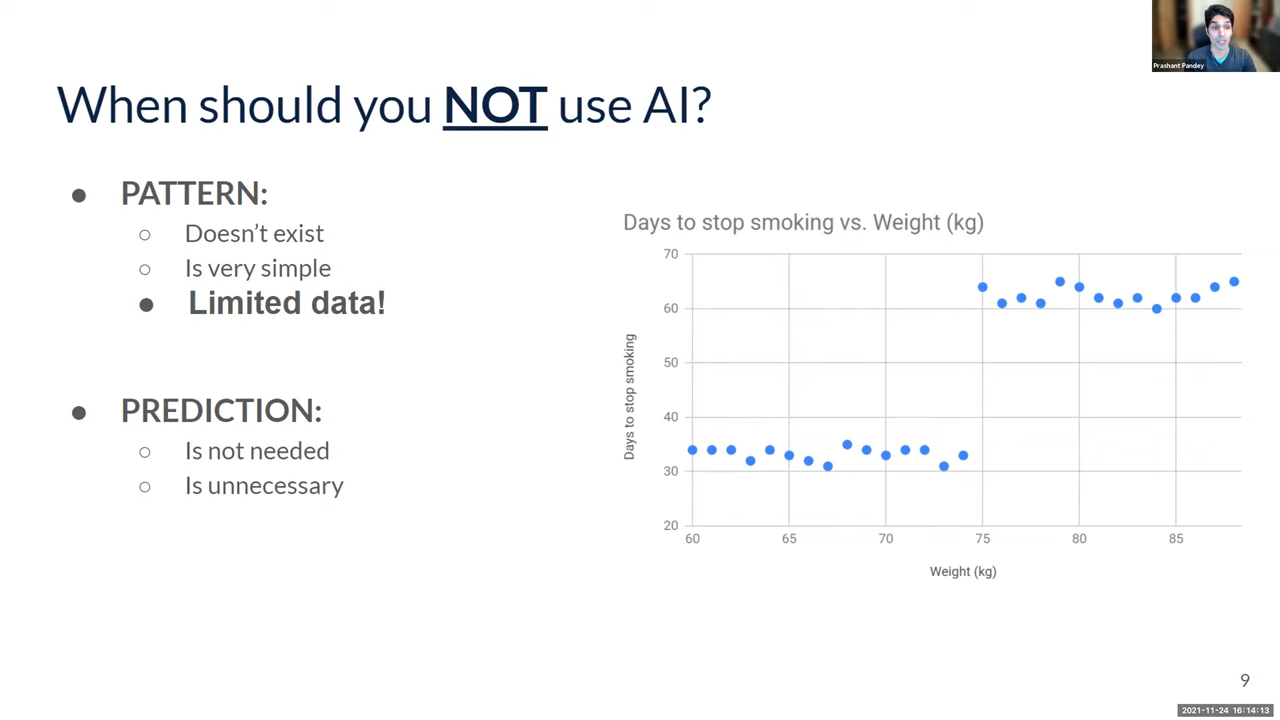 Prashant Pandey
When should you NOT use AI?
● PATTERN:
○ Doesn’t exist
○ Is very simple
● Limited data!
● PREDICTION:
○ Is not needed
○ Is unnecessary
Days to stop smoking vs. Weight (kg)
Days to stop smoking
70
60
50
40
30
20
60 65 70 75 80 85
Weight (kg)
9
2021-11-24 16:14:13